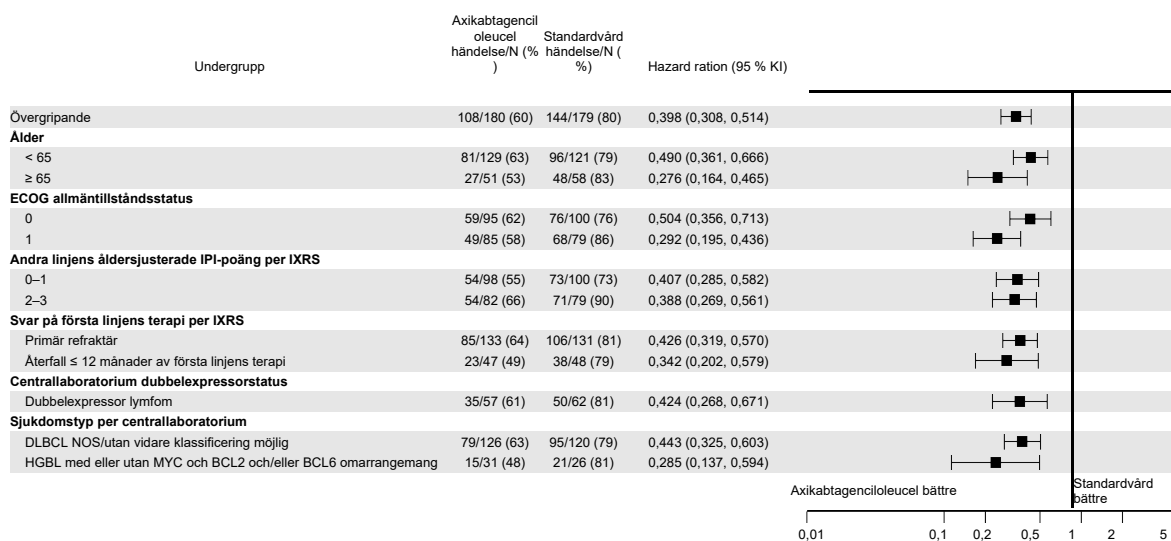 Undergrupp
Axikabtagencil
oleucel
händelse/N (%
)
Standardvård
händelse/N (
%)
Hazard ration (95 % KI)
Övergripande 108/180 (60) 144/179 (80) 0,398 (0,308, 0,514)
Ålder
< 65 81/129 (63) 96/121 (79) 0,490 (0,361, 0,666)
≥ 65 27/51 (53) 48/58 (83) 0,276 (0,164, 0,465)
ECOG allmäntillståndsstatus
0 59/95 (62) 76/100 (76) 0,504 (0,356, 0,713)
1 49/85 (58) 68/79 (86) 0,292 (0,195, 0,436)
Andra linjens åldersjusterade IPI-poäng per IXRS
0–1 54/98 (55) 73/100 (73) 0,407 (0,285, 0,582)
2–3 54/82 (66) 71/79 (90) 0,388 (0,269, 0,561)
Svar på första linjens terapi per IXRS
Primär refraktär 85/133 (64) 106/131 (81) 0,426 (0,319, 0,570)
Återfall ≤ 12 månader av första linjens terapi 23/47 (49) 38/48 (79) 0,342 (0,202, 0,579)
Centrallaboratorium dubbelexpressorstatus
Dubbelexpressor lymfom 35/57 (61) 50/62 (81) 0,424 (0,268, 0,671)
Sjukdomstyp per centrallaboratorium
DLBCL NOS/utan vidare klassificering möjlig 79/126 (63) 95/120 (79) 0,443 (0,325, 0,603)
HGBL med eller utan MYC och BCL2 och/eller BCL6 omarrangemang 15/31 (48) 21/26 (81) 0,285 (0,137, 0,594)
Axikabtagenciloleucel bättre
Standardvård
bättre
0,01 0,1 0,2 0,5 1 2 5